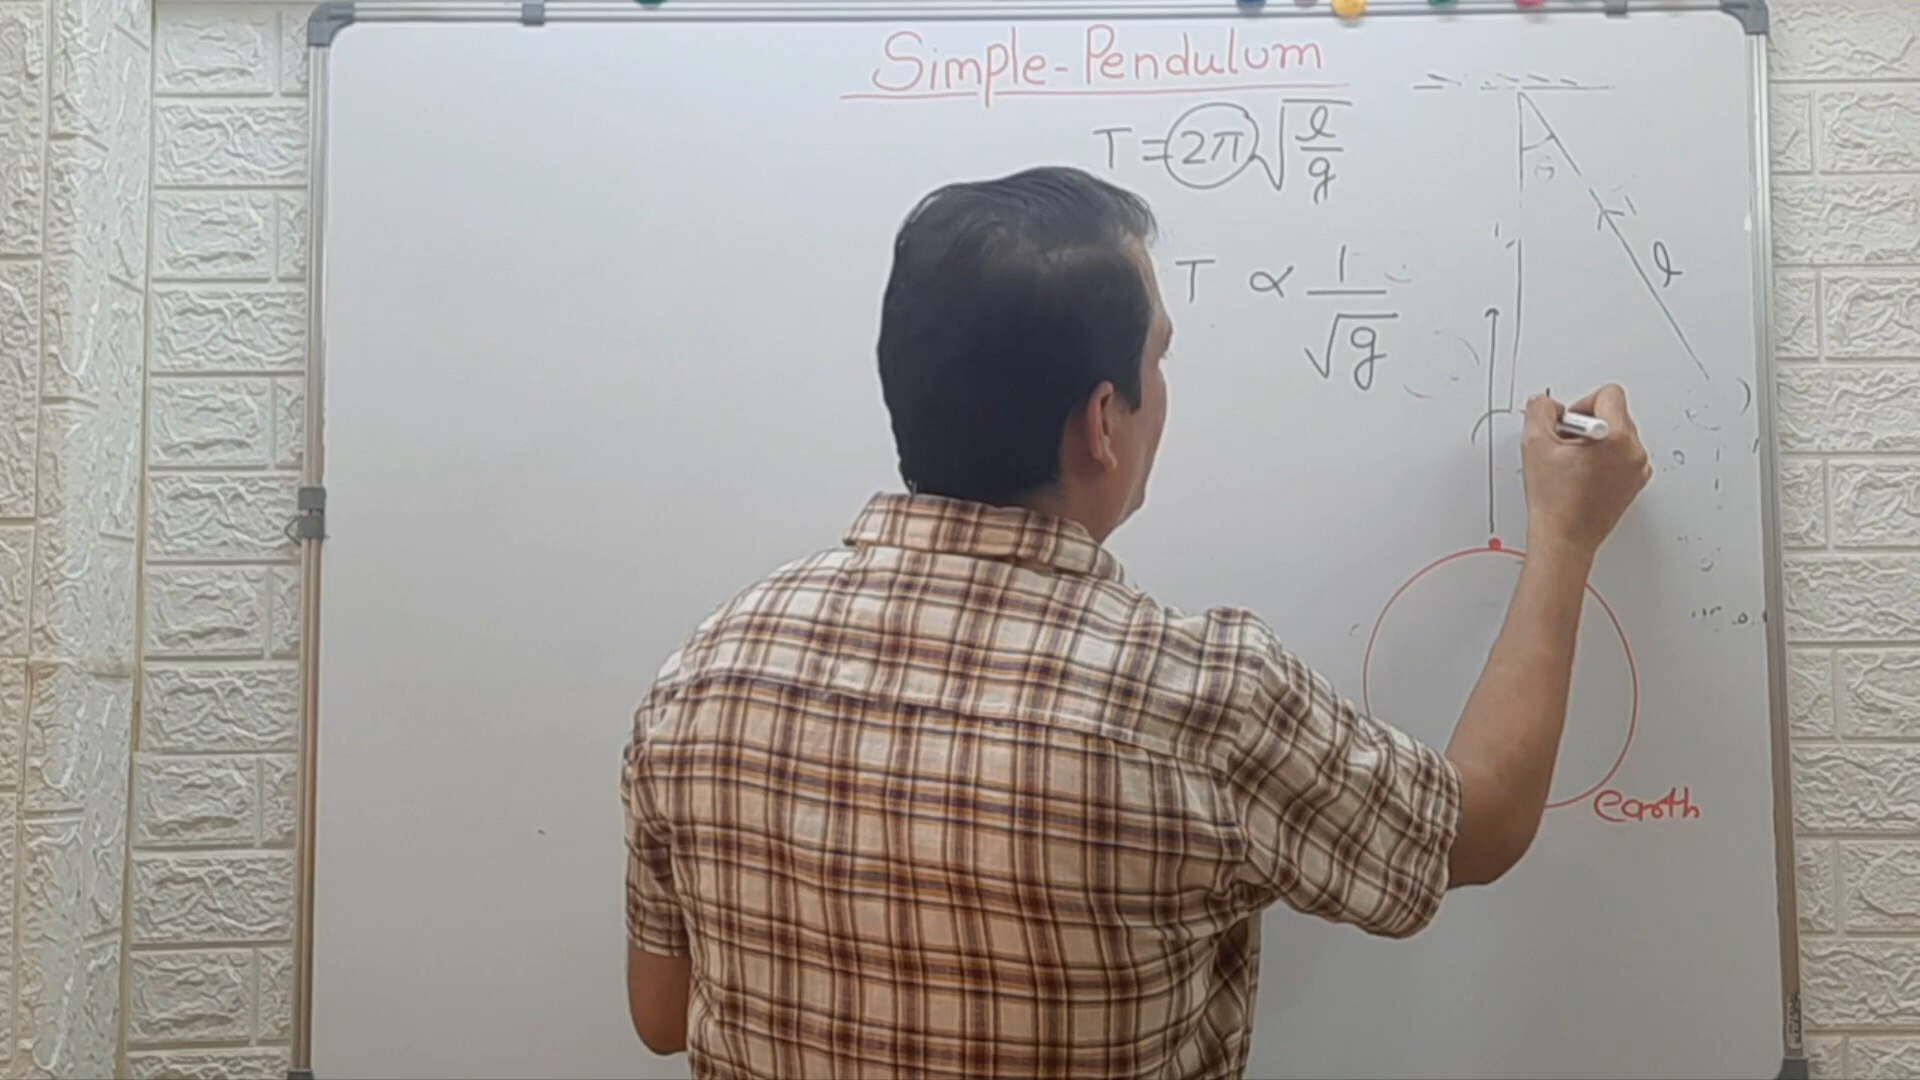 Simple-Pendulum
T = 2π √(l/g)
θ
l
T ∝ 1/√g
earth